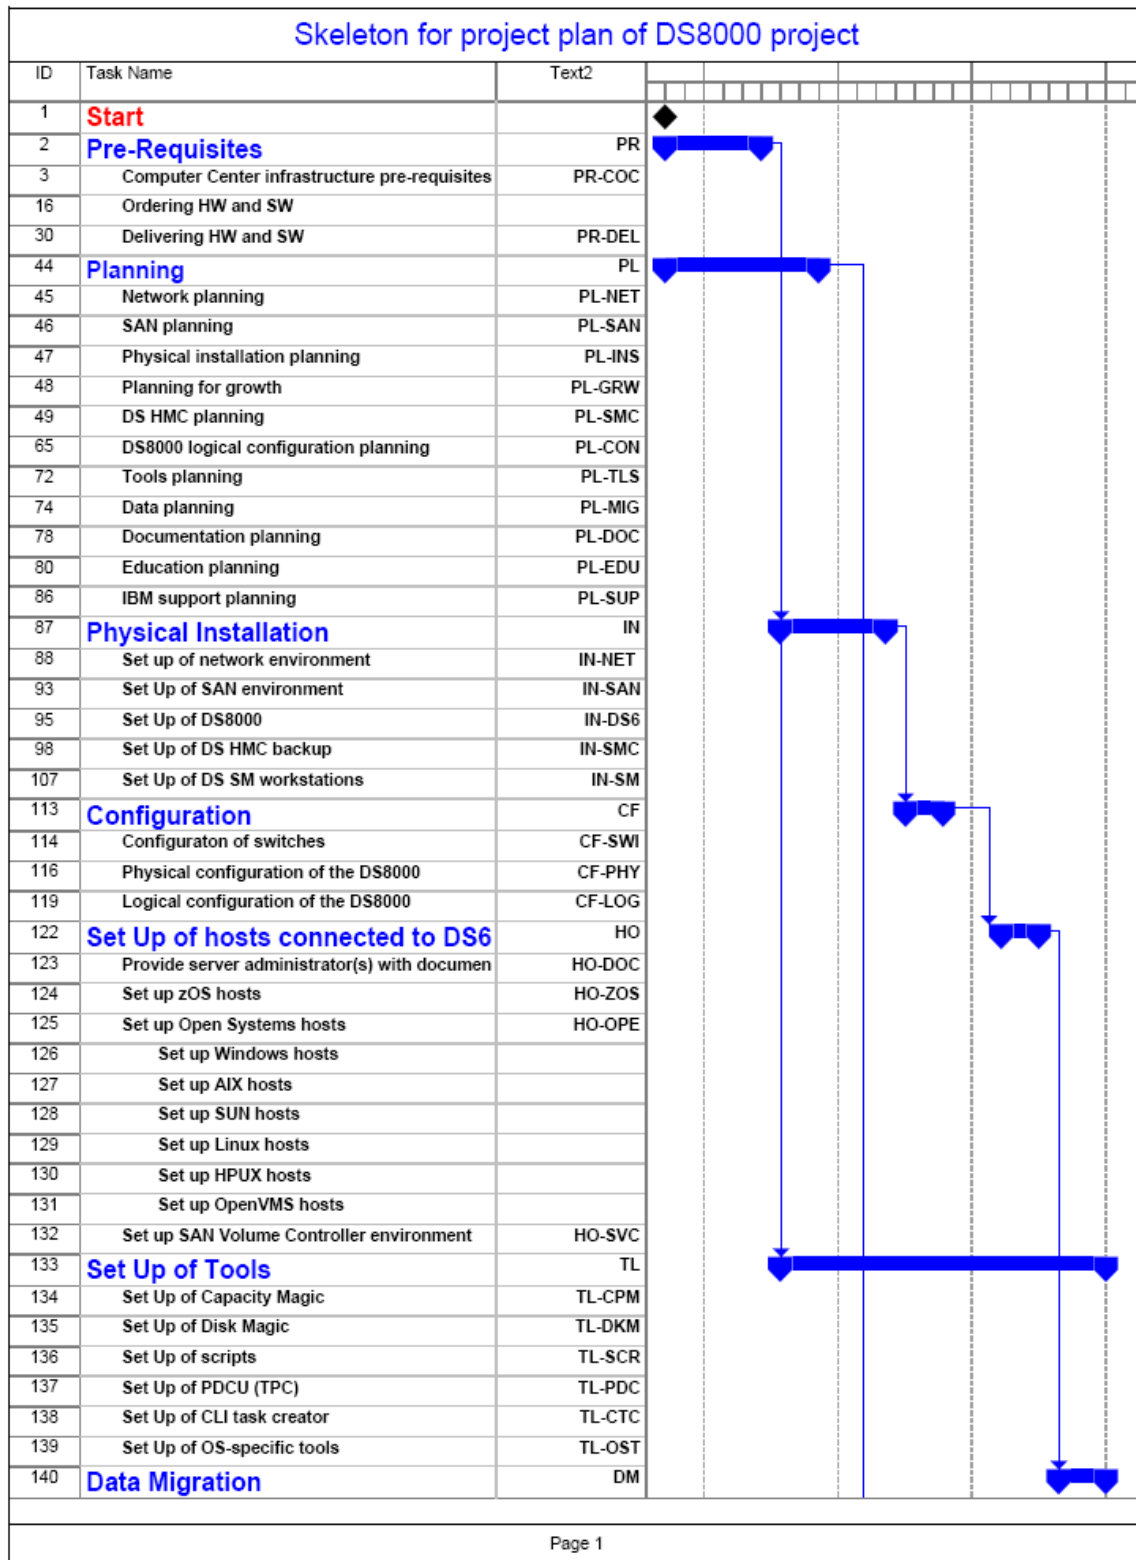 Skeleton for project plan of DS8000 project
ID Task Name Text2
1 Start
2 Pre-Requisites PR
3 Computer Center infrastructure pre-requisites PR-COC
16 Ordering HW and SW
30 Delivering HW and SW PR-DEL
44 Planning PL
45 Network planning PL-NET
46 SAN planning PL-SAN
47 Physical installation planning PL-INS
48 Planning for growth PL-GRW
49 DS HMC planning PL-SMC
65 DS8000 logical configuration planning PL-CON
72 Tools planning PL-TLS
74 Data planning PL-MIG
78 Documentation planning PL-DOC
80 Education planning PL-EDU
86 IBM support planning PL-SUP
87 Physical Installation IN
88 Set up of network environment IN-NET
93 Set Up of SAN environment IN-SAN
95 Set Up of DS8000 IN-DS6
98 Set Up of DS HMC backup IN-SMC
107 Set Up of DS SM workstations IN-SM
113 Configuration CF
114 Configuraton of switches CF-SWI
116 Physical configuration of the DS8000 CF-PHY
119 Logical configuration of the DS8000 CF-LOG
122 Set Up of hosts connected to DS6 HO
123 Provide server administrator(s) with documen HO-DOC
124 Set up zOS hosts HO-ZOS
125 Set up Open Systems hosts HO-OPE
126 Set up Windows hosts
127 Set up AIX hosts
128 Set up SUN hosts
129 Set up Linux hosts
130 Set up HPUX hosts
131 Set up OpenVMS hosts
132 Set up SAN Volume Controller environment HO-SVC
133 Set Up of Tools TL
134 Set Up of Capacity Magic TL-CPM
135 Set Up of Disk Magic TL-DKM
136 Set Up of scripts TL-SCR
137 Set Up of PDCU (TPC) TL-PDC
138 Set Up of CLI task creator TL-CTC
139 Set Up of OS-specific tools TL-OST
140 Data Migration DM
Page 1